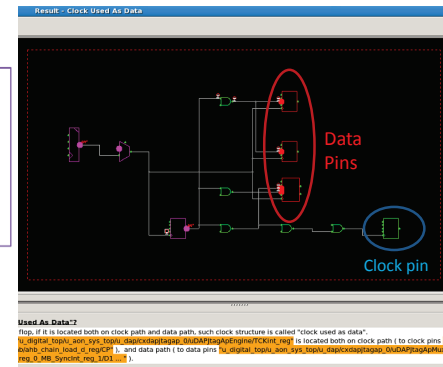 Result - Clock Used As Data
Data
Pins
Clock pin
Used As Data"?
flop, if it is located both on clock path and data path, such clock structure is called "clock used as data".
"u_digital_top/u_aon_sys_top/u_dap/cxdapjtagap_0/uDAPJtagApEngine/TCKint_reg" is located both on clock path ( to clock pins
b/ahb_chain_load_d_reg/CP" ), and data path ( to data pins "u_digital_top/u_aon_sys_top/u_dap/cxdapjtagap_0/uDAPJtagApMu
reg_0_MB_SyncInt_reg_1/D1 ... " ).